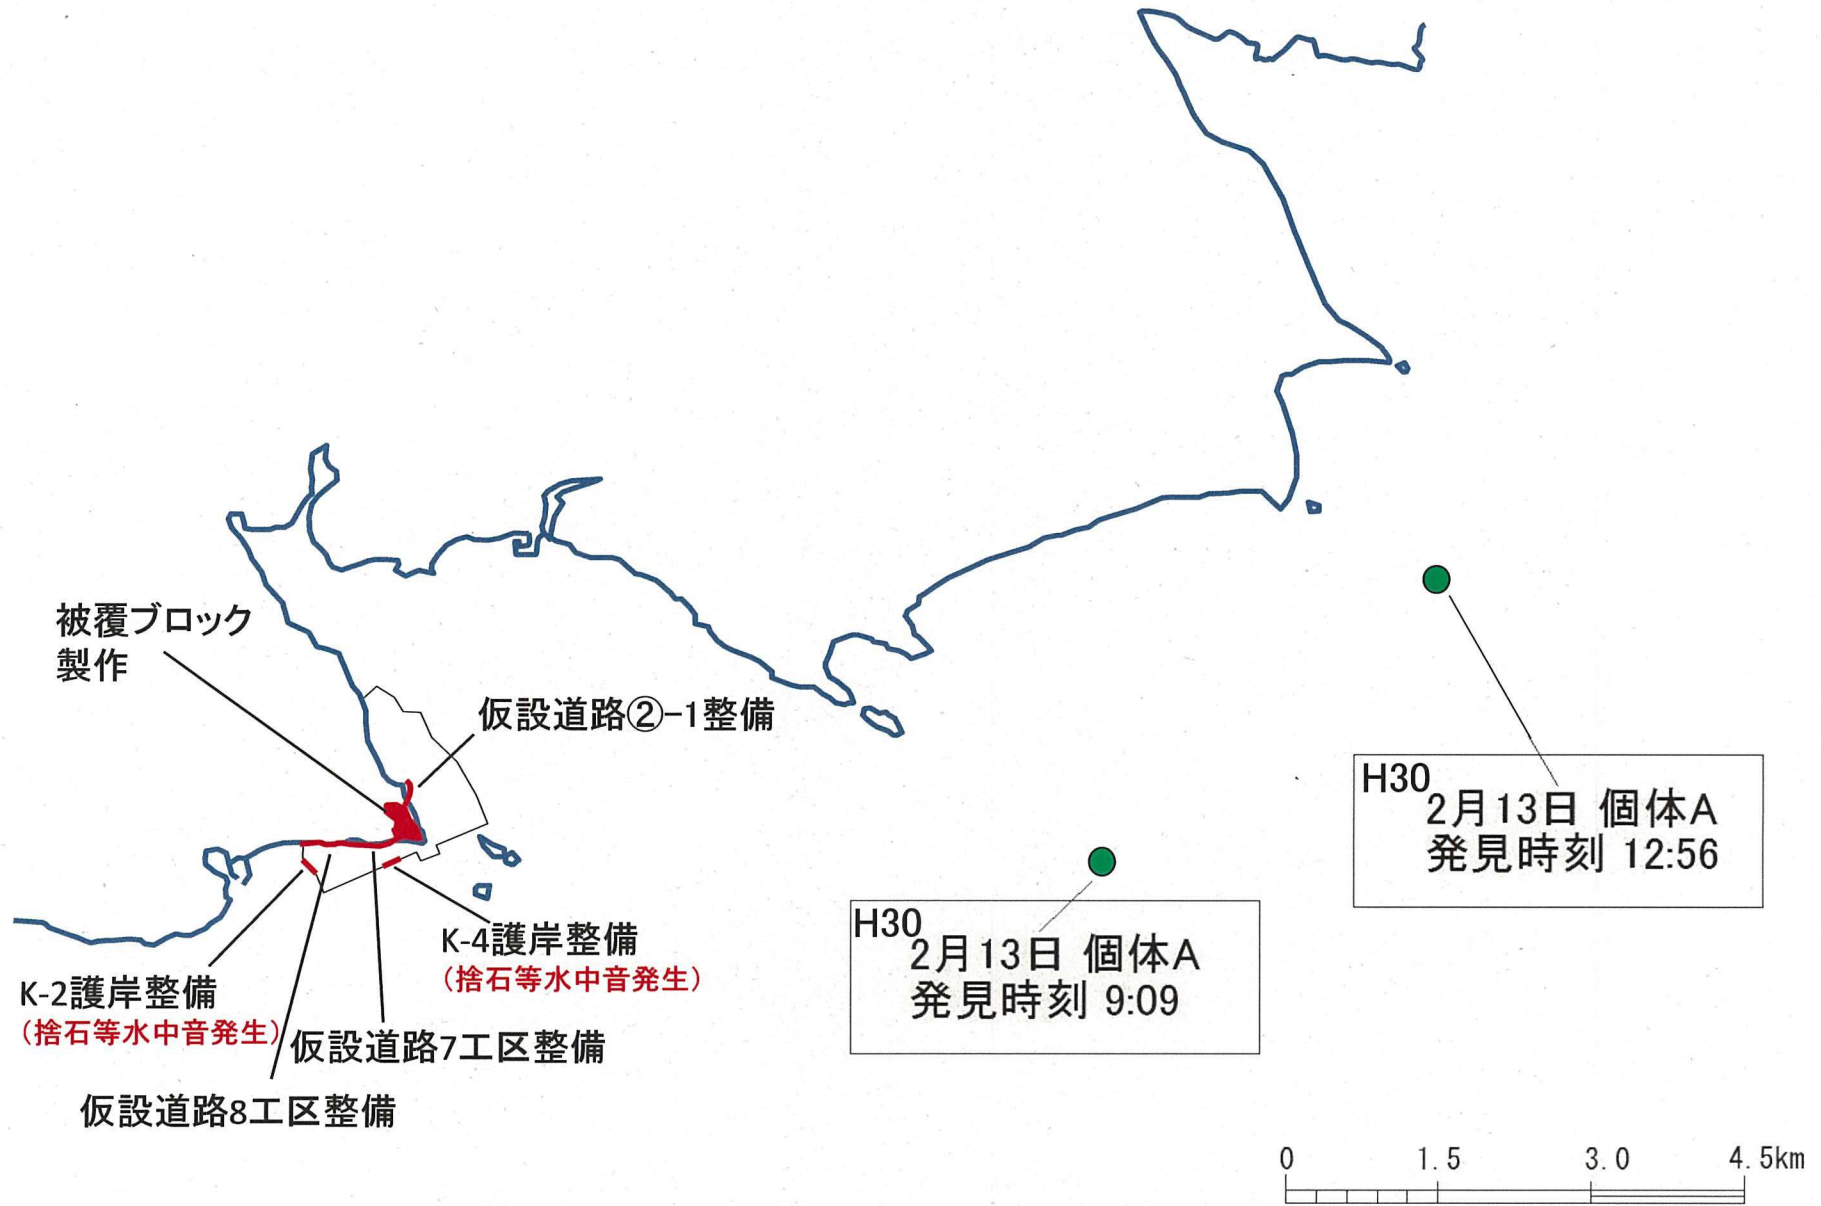 被覆ブロック
製作
仮設道路②-1整備
H30
2月13日 個体A
発見時刻 12:56
H30
2月13日 個体A
発見時刻 9:09
K-4護岸整備
(捨石等水中音発生)
K-2護岸整備
(捨石等水中音発生)
仮設道路7工区整備
仮設道路8工区整備
0 1.5 3.0 4.5km